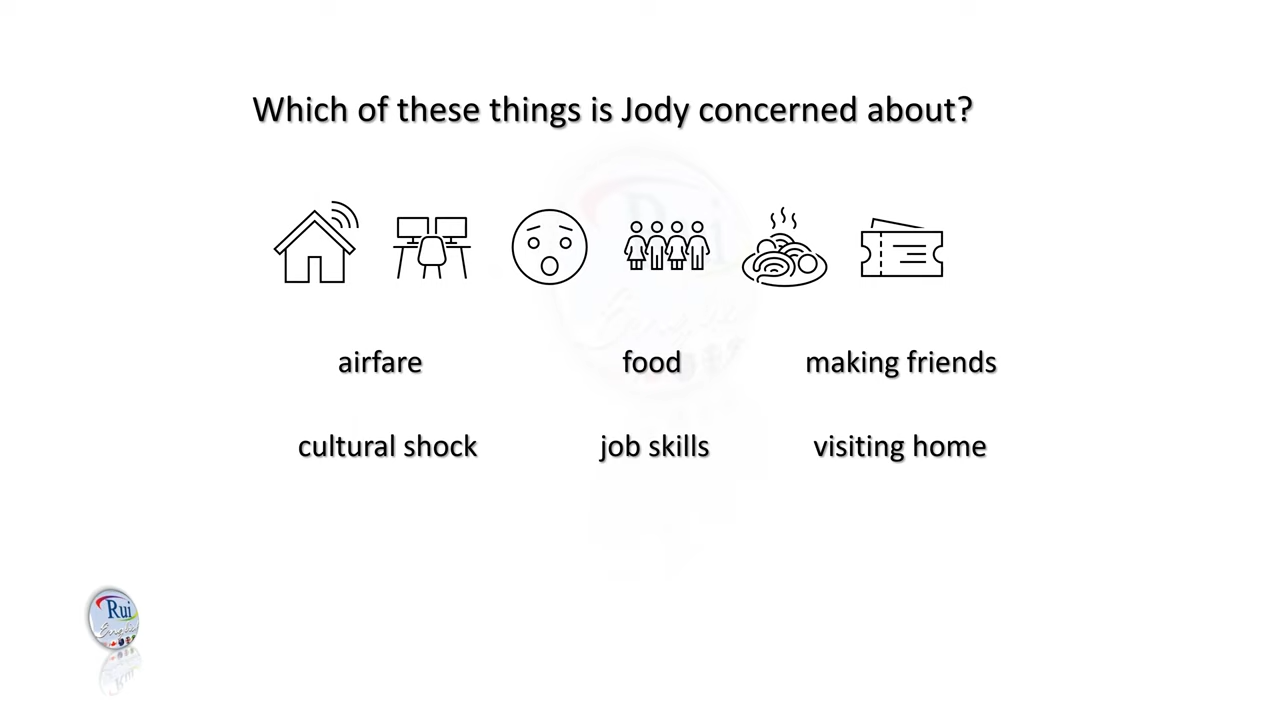 Which of these things is Jody concerned about?
airfare food making friends
cultural shock job skills visiting home
Rui
English